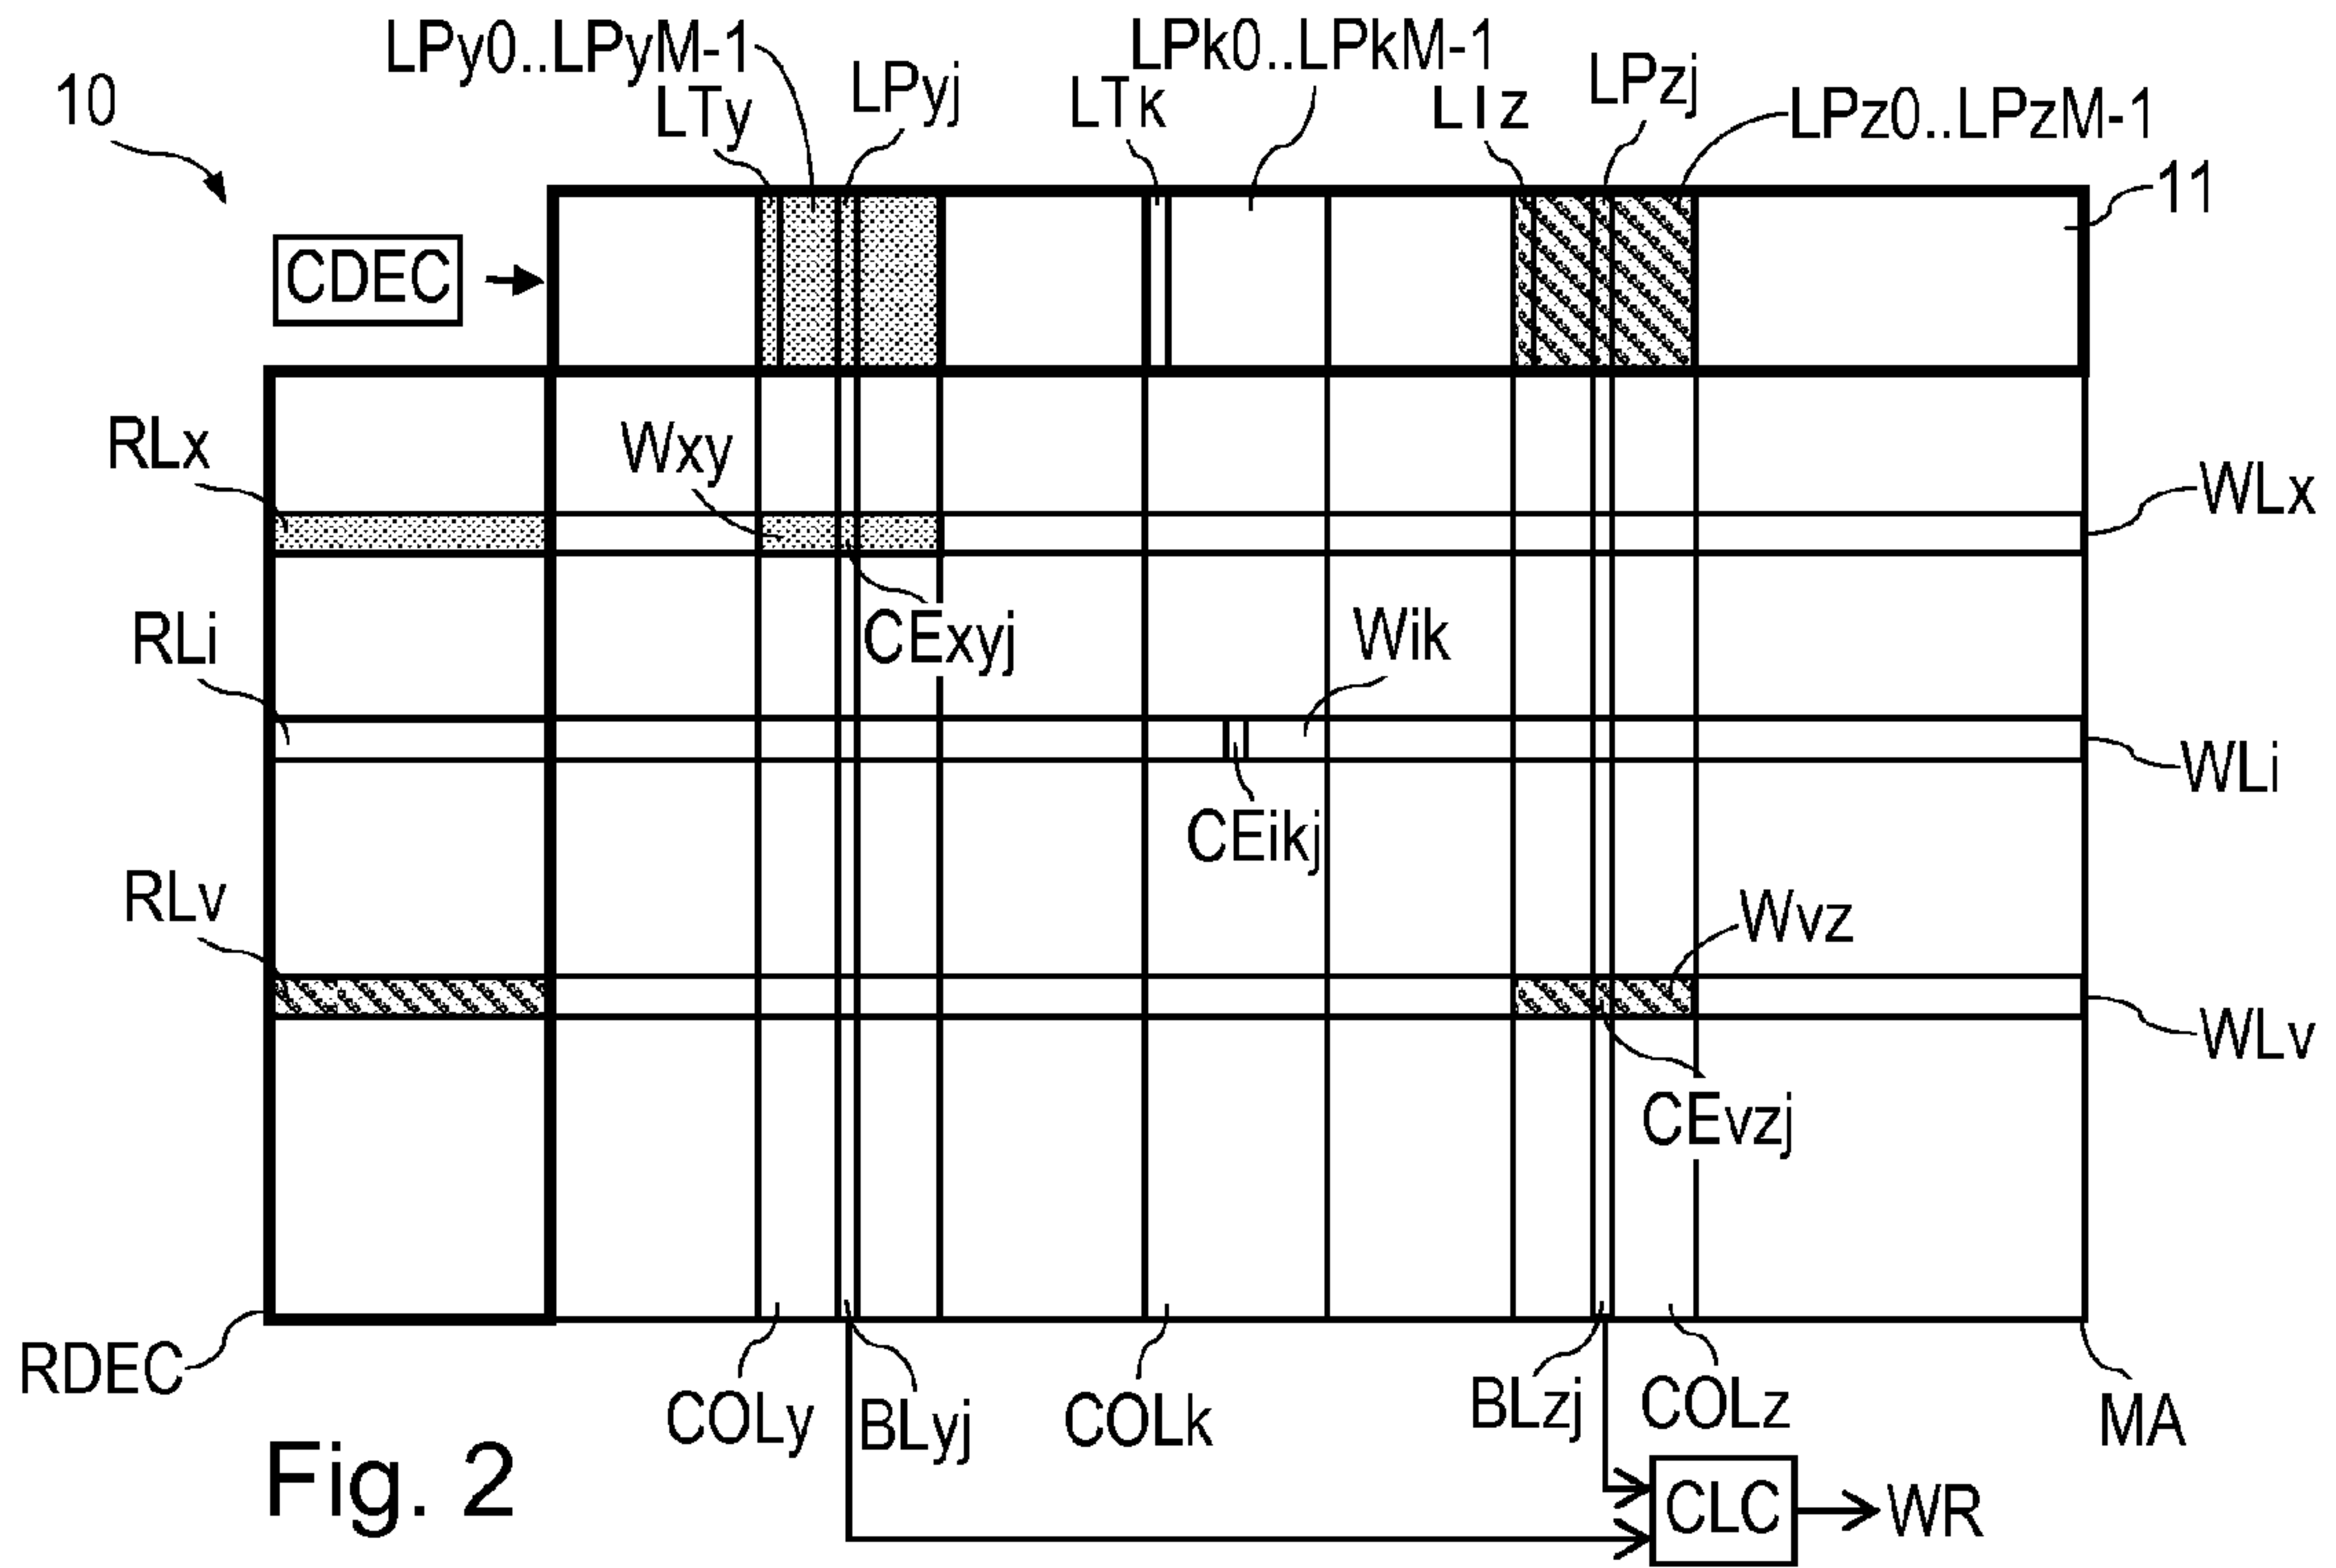 LPy0..LPyM-1
LPk0..LPkM-1
10
LTy
LPyj
LTk
LIz
LPzj
LPz0..LPzM-1
11
CDEC
RLx
Wxy
WLx
CExyj
RLi
Wik
WLi
CEikj
RLv
Wvz
WLv
CEvzj
RDEC
COLy
BLyj
COLk
BLzj
COLz
MA
Fig. 2
CLC
WR